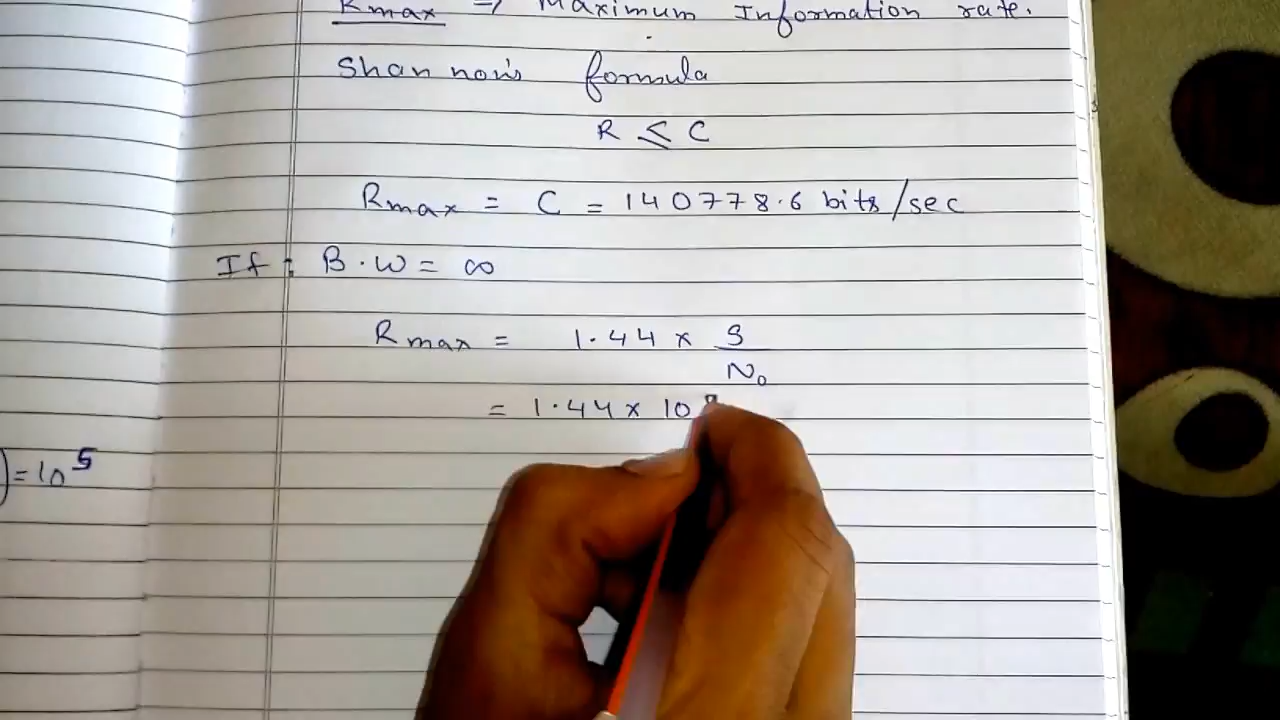 Rmax => Maximum Information rate.
Shannon's formula
R ≤ C
Rmax = C = 140778.6 bits/sec
If : B.W = ∞
Rmax = 1.44 x S/N₀
= 1.44 x 10
) = 10⁵